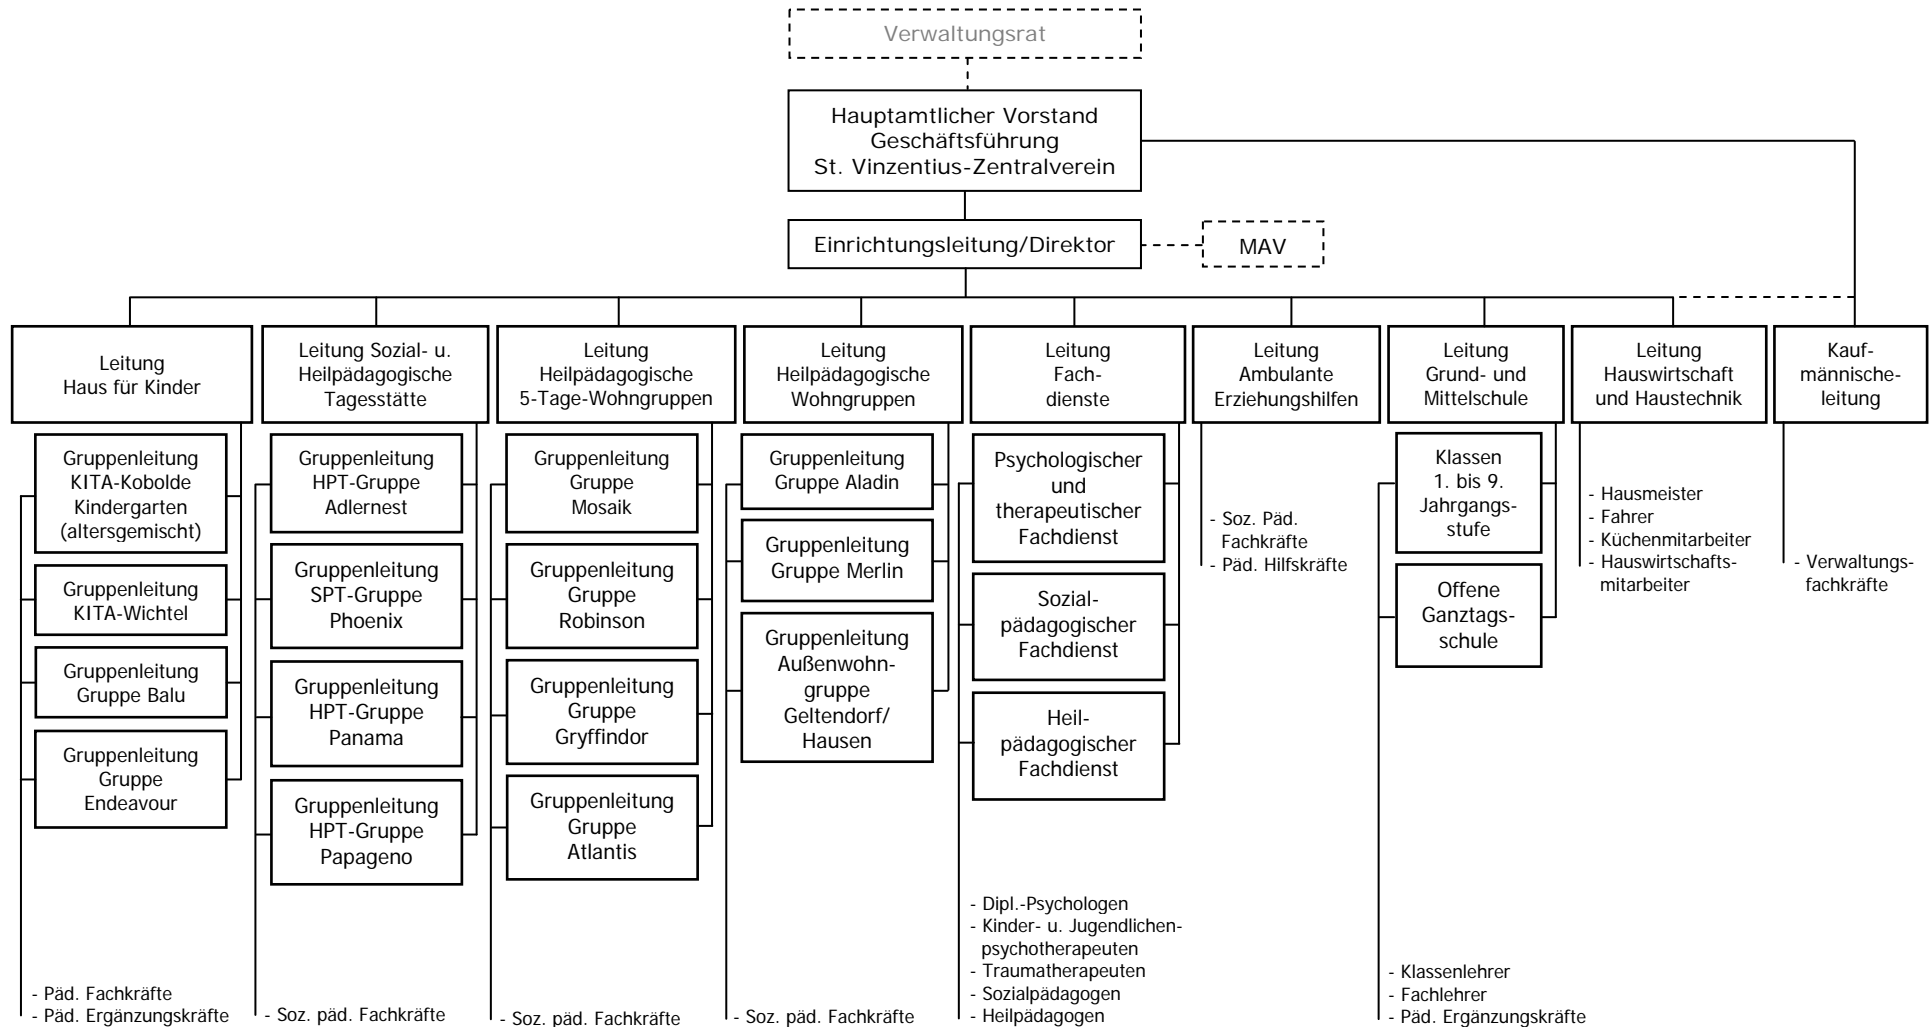 Verwaltungsrat
Hauptamtlicher Vorstand
Geschäftsführung
St. Vinzentius-Zentralverein
Einrichtungsleitung/Direktor
MAV
Leitung
Haus für Kinder
Gruppenleitung
KITA-Kobolde
Kindergarten
(altersgemischt)
Gruppenleitung
KITA-Wichtel
Gruppenleitung
Gruppe Balu
Gruppenleitung
Gruppe
Endeavour
- Päd. Fachkräfte
- Päd. Ergänzungskräfte
Leitung Sozial- u.
Heilpädagogische
Tagesstätte
Gruppenleitung
HPT-Gruppe
Adlernest
Gruppenleitung
SPT-Gruppe
Phoenix
Gruppenleitung
HPT-Gruppe
Panama
Gruppenleitung
HPT-Gruppe
Papageno
- Soz. päd. Fachkräfte
Leitung
Heilpädagogische
5-Tage-Wohngruppen
Gruppenleitung
Gruppe
Mosaik
Gruppenleitung
Gruppe
Robinson
Gruppenleitung
Gruppe
Gryffindor
Gruppenleitung
Gruppe
Atlantis
- Soz. päd. Fachkräfte
Leitung
Heilpädagogische
Wohngruppen
Gruppenleitung
Gruppe Aladin
Gruppenleitung
Gruppe Merlin
Gruppenleitung
Außenwohn-
gruppe
Geltendorf/
Hausen
- Soz. päd. Fachkräfte
Leitung
Fach-
dienste
Psychologischer
und
therapeutischer
Fachdienst
Sozial-
pädagogischer
Fachdienst
Heil-
pädagogischer
Fachdienst
- Dipl.-Psychologen
- Kinder- u. Jugendlichen-
psychotherapeuten
- Traumatherapeuten
- Sozialpädagogen
- Heilpädagogen
Leitung
Ambulante
Erziehungshilfen
- Soz. Päd.
Fachkräfte
- Päd. Hilfskräfte
Leitung
Grund- und
Mittelschule
Klassen
1. bis 9.
Jahrgangs-
stufe
Offene
Ganztags-
schule
- Klassenlehrer
- Fachlehrer
- Päd. Ergänzungskräfte
Leitung
Hauswirtschaft
und Haustechnik
- Hausmeister
- Fahrer
- Küchenmitarbeiter
- Hauswirtschafts-
mitarbeiter
Kauf-
männische-
leitung
- Verwaltungs-
fachkräfte